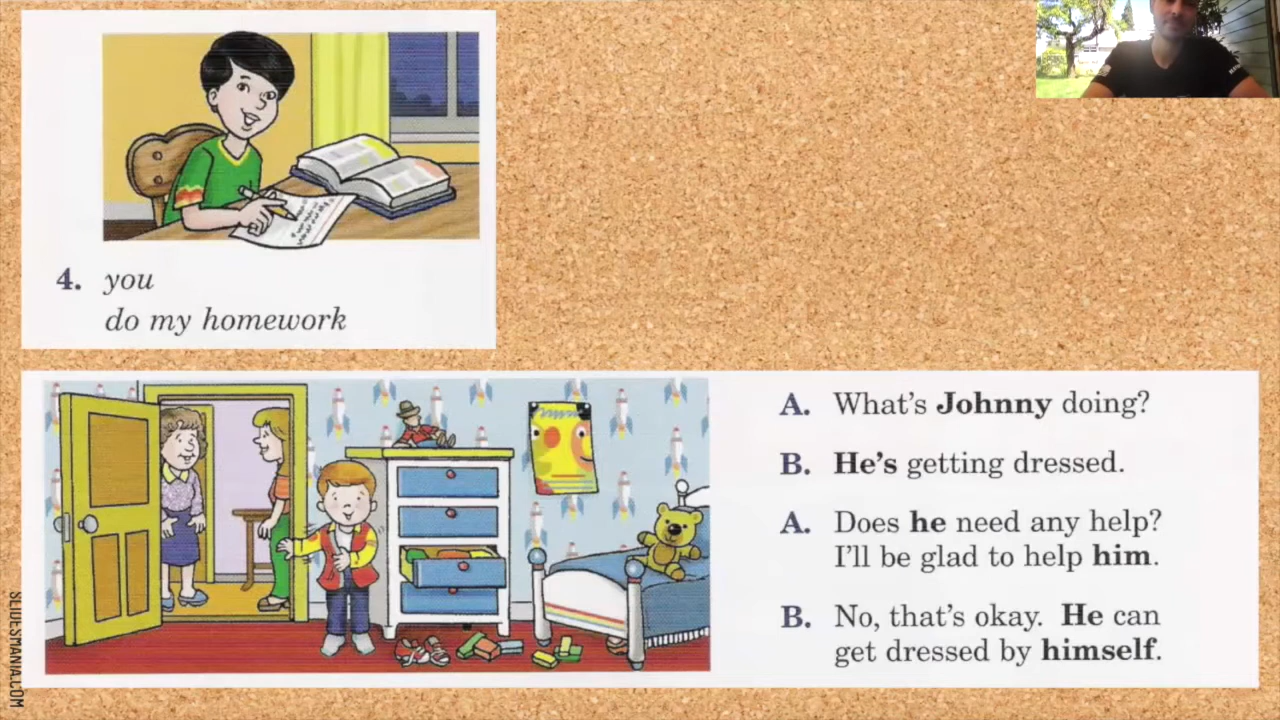 4. you
do my homework
A. What's Johnny doing?
B. He's getting dressed.
A. Does he need any help?
I'll be glad to help him.
B. No, that's okay. He can
get dressed by himself.
SLIDESMANIA.COM